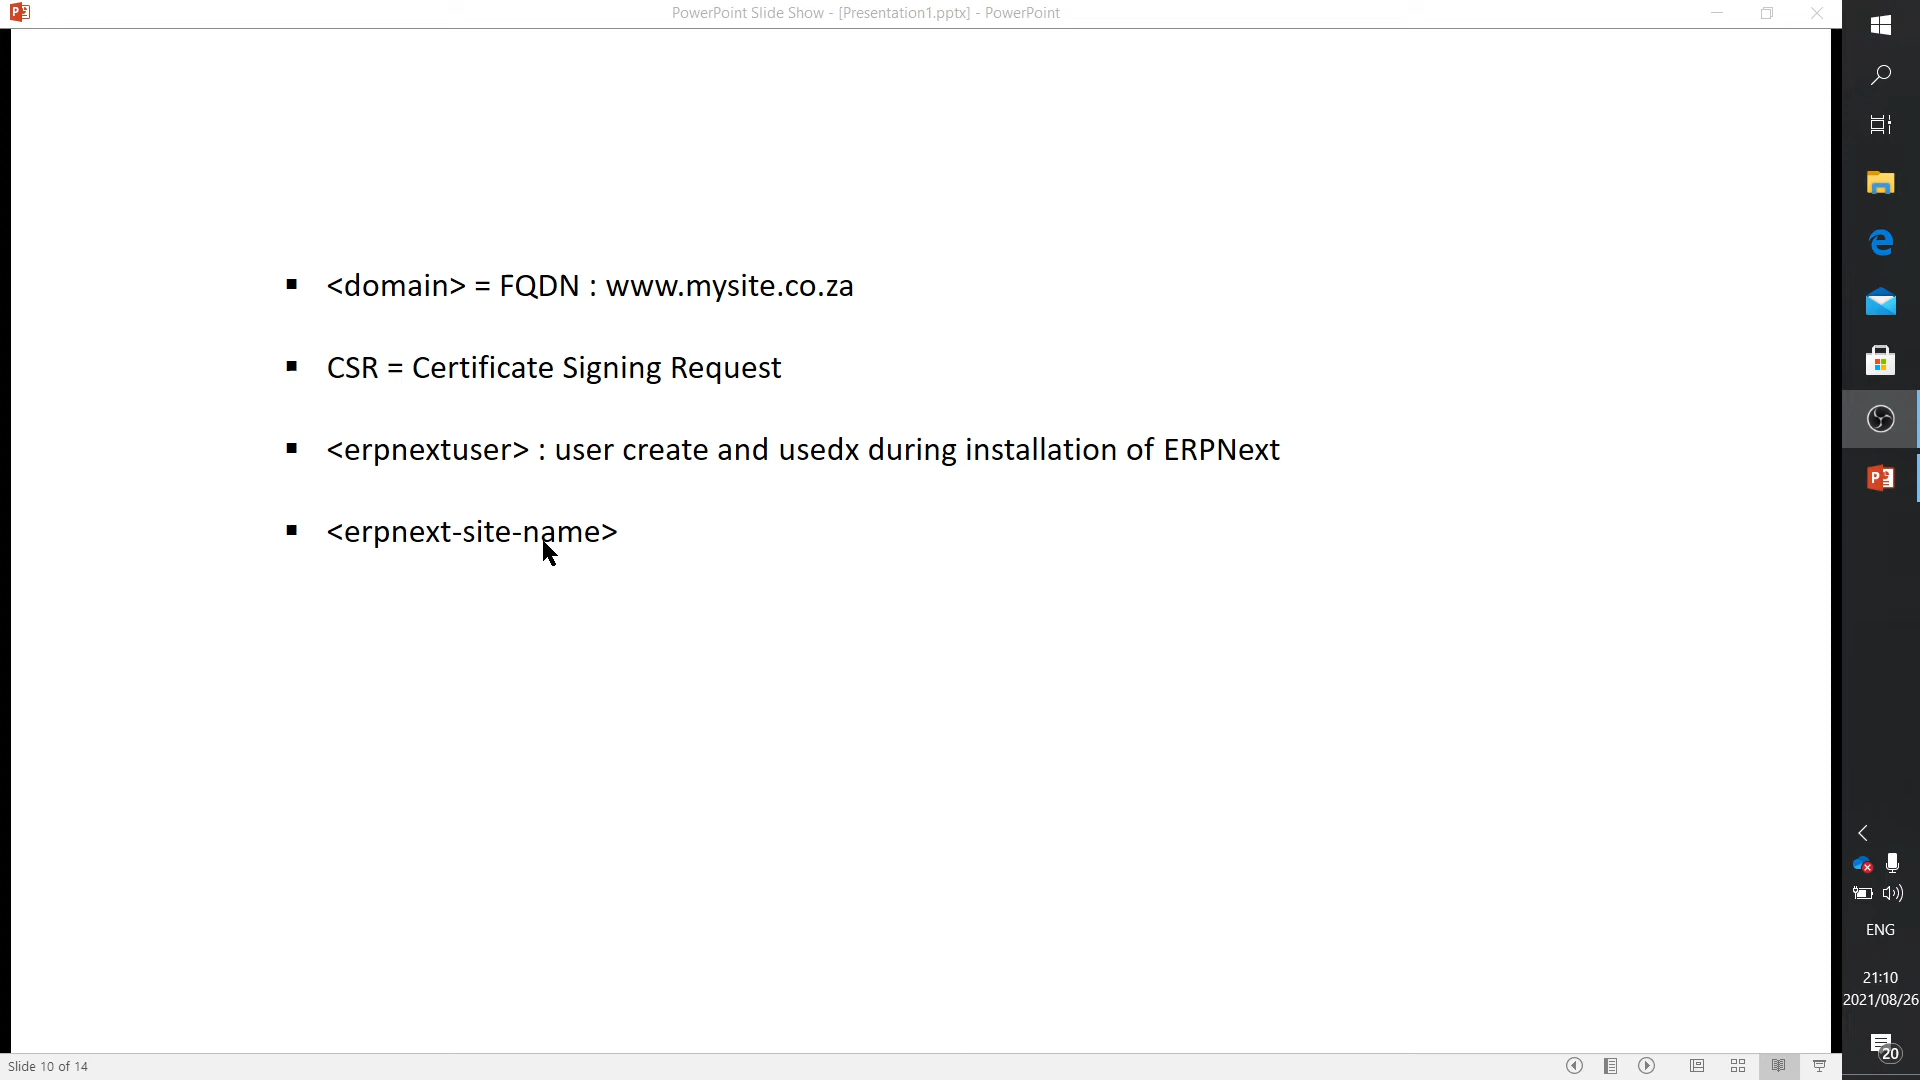 PowerPoint Slide Show - [Presentation1.pptx] - PowerPoint
▪ <domain> = FQDN : www.mysite.co.za
▪ CSR = Certificate Signing Request
▪ <erpnextuser> : user create and usedx during installation of ERPNext
▪ <erpnext-site-name>
ENG
21:10
2021/08/26
20
Slide 10 of 14